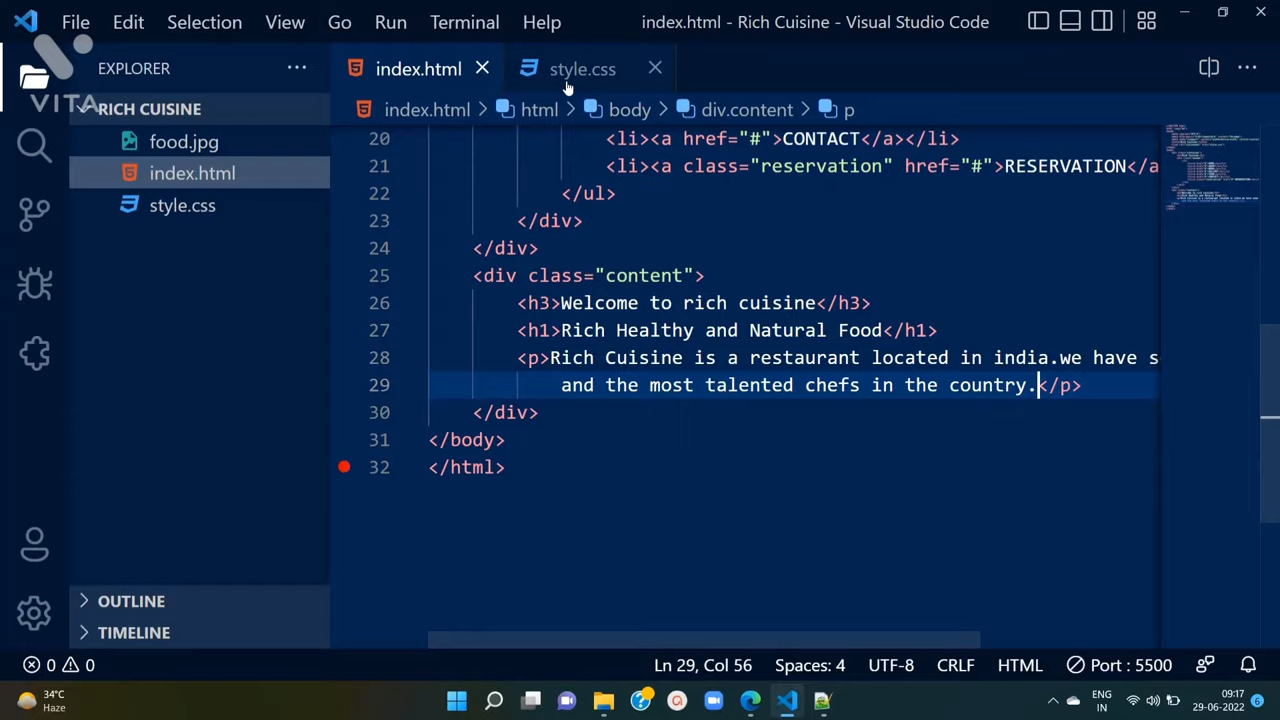 File Edit Selection View Go Run Terminal Help index.html - Rich Cuisine - Visual Studio Code
VITA
EXPLORER ···
RICH CUISINE
food.jpg
index.html
style.css
OUTLINE
TIMELINE
index.html style.css
index.html > html > body > div.content > p
20 <li><a href="#">CONTACT</a></li>
21 <li><a class="reservation" href="#">RESERVATION</a
22 </ul>
23 </div>
24 </div>
25 <div class="content">
26 <h3>Welcome to rich cuisine</h3>
27 <h1>Rich Healthy and Natural Food</h1>
28 <p>Rich Cuisine is a restaurant located in india.we have s
29 and the most talented chefs in the country.</p>
30 </div>
31 </body>
32 </html>
0 0 Ln 29, Col 56 Spaces: 4 UTF-8 CRLF HTML Port : 5500
34°C
Haze
ENG
IN
09:17
29-06-2022
6